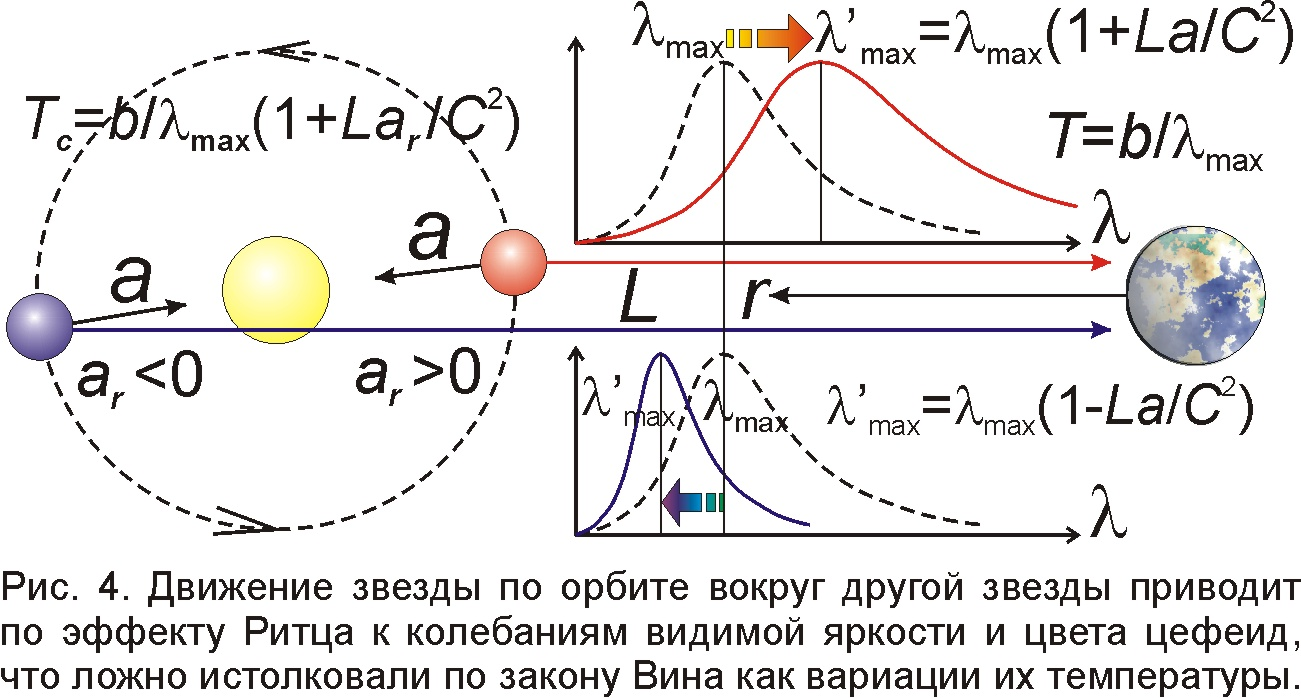 λmax λ’max=λmax(1+La/C²)
Tc=b/λmax(1+Lar/C²)
T=b/λmax
λ
a
a
L
r
ar<0
ar>0
λ’max
λmax
λ’max=λmax(1-La/C²)
λ
Рис. 4. Движение звезды по орбите вокруг другой звезды приводит
по эффекту Ритца к колебаниям видимой яркости и цвета цефеид,
что ложно истолковали по закону Вина как вариации их температуры.